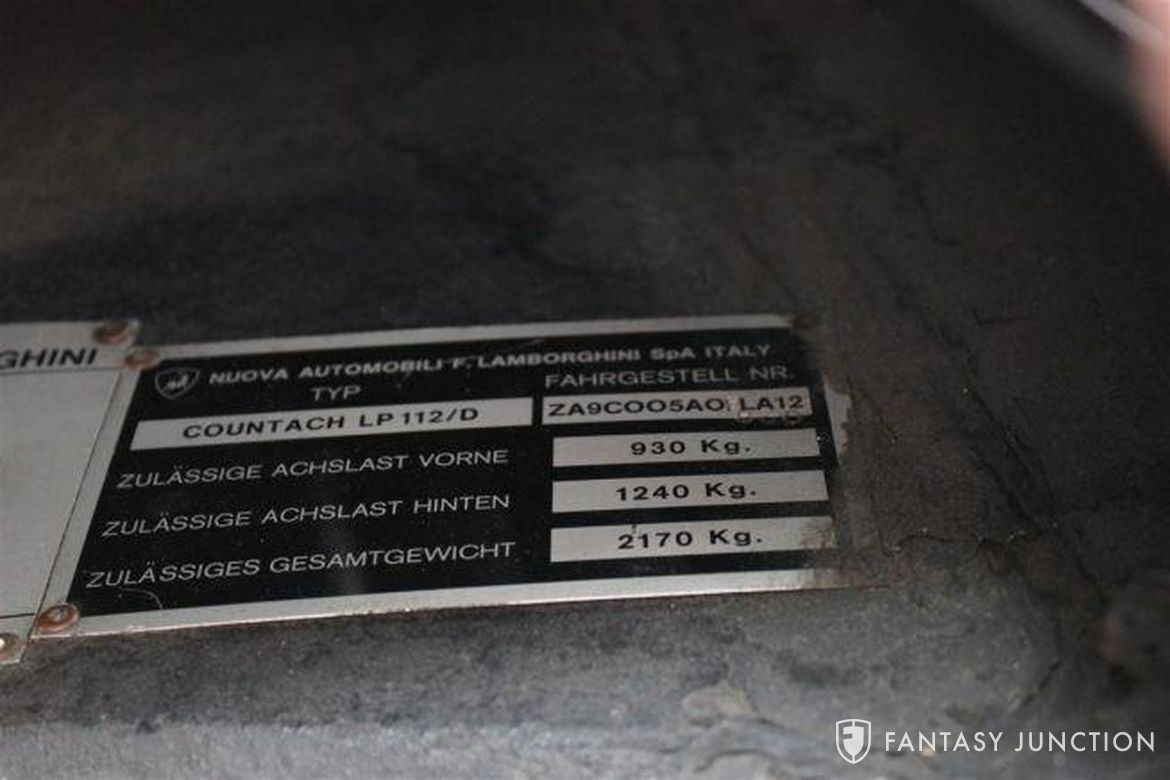 GHINI
NUOVA AUTOMOBILI F. LAMBORGHINI SpA ITALY
TYP FAHRGESTELL NR.
COUNTACH LP 112/D ZA9C005AO LA12
ZULÄSSIGE ACHSLAST VORNE 930 Kg.
ZULÄSSIGE ACHSLAST HINTEN 1240 Kg.
ZULÄSSIGES GESAMTGEWICHT 2170 Kg.
FANTASY JUNCTION